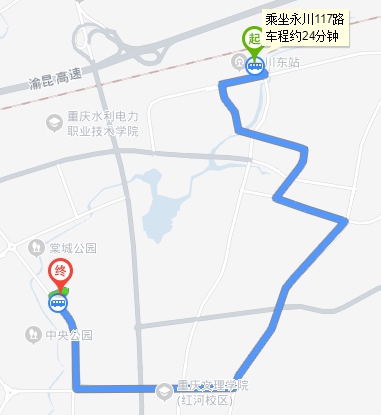 乘坐永川117路
车程约24分钟
起
川东站
渝昆高速
重庆水利电力
职业技术学院
棠城公园
终
中央公园
重庆文理学院
(红河校区)